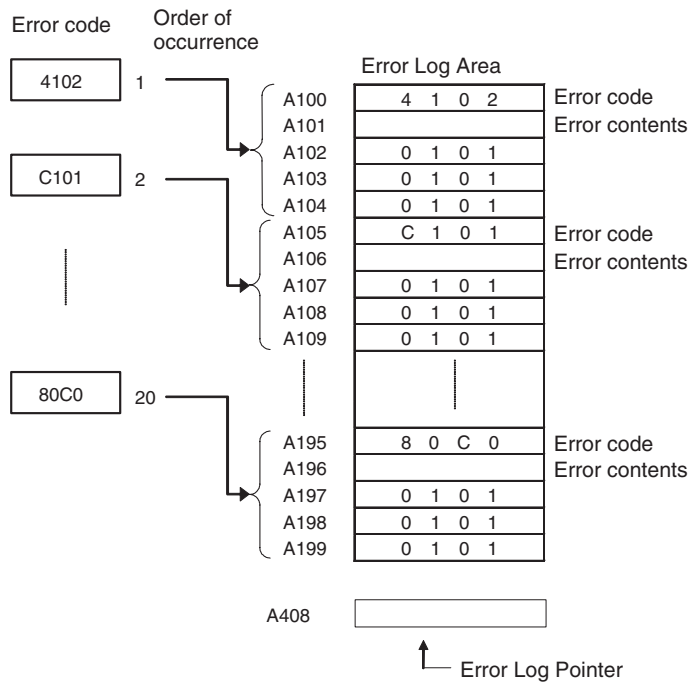 Error code
Order of
occurrence
Error Log Area
4102 1
A100 4 1 0 2 Error code
A101 Error contents
A102 0 1 0 1
C101 2
A103 0 1 0 1
A104 0 1 0 1
A105 C 1 0 1 Error code
A106 Error contents
A107 0 1 0 1
A108 0 1 0 1
A109 0 1 0 1
80C0 20
A195 8 0 C 0 Error code
A196 Error contents
A197 0 1 0 1
A198 0 1 0 1
A199 0 1 0 1
A408
Error Log Pointer